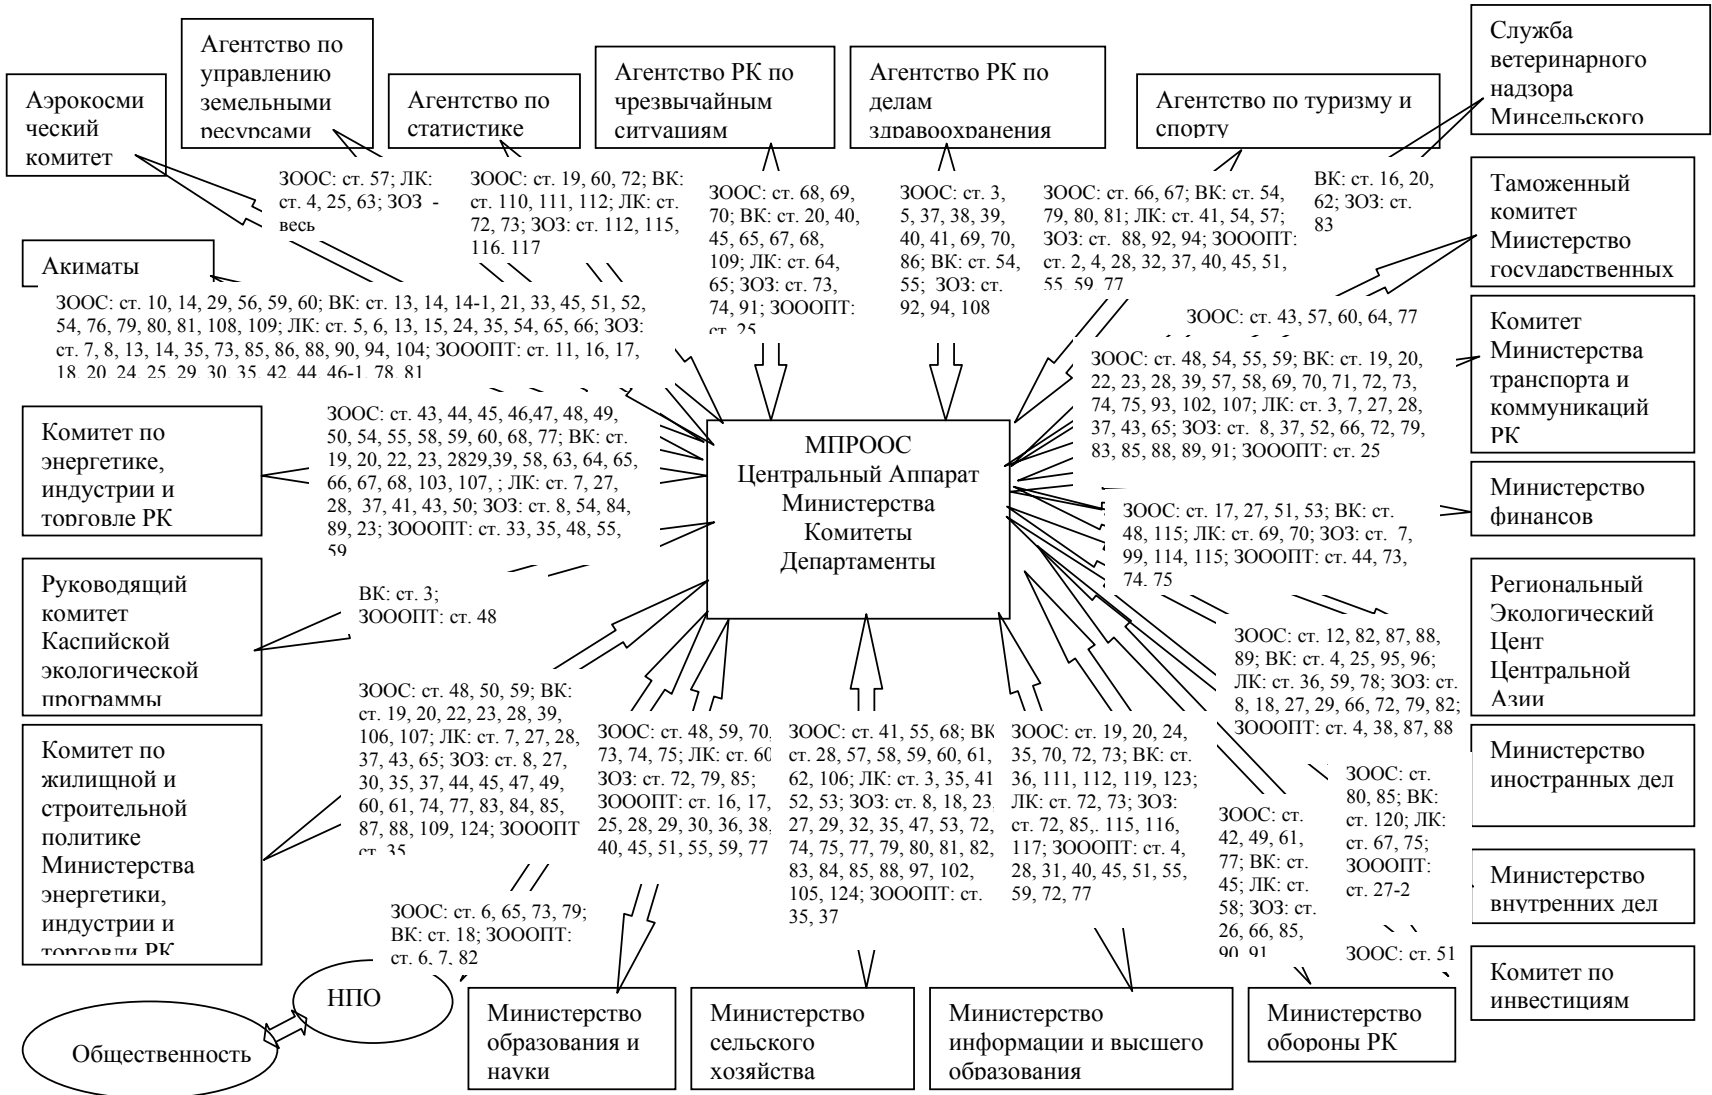 Агентство по
управлению
земельными
ресурсами
Аэрокосми
ческий
комитет
Агентство по
статистике
Агентство РК по
чрезвычайным
ситуациям
Агентство РК по
делам
здравоохранения
Агентство по туризму и
спорту
Служба
ветеринарного
надзора
Минсельского
ЗООС: ст. 57; ЛК:
ст. 4, 25, 63; ЗОЗ -
весь
ЗООС: ст. 19, 60, 72; ВК:
ст. 110, 111, 112; ЛК: ст.
72, 73; ЗОЗ: ст. 112, 115,
116, 117
ЗООС: ст. 68, 69,
70; ВК: ст. 20, 40,
45, 65, 67, 68,
109; ЛК: ст. 64,
65; ЗОЗ: ст. 73,
74, 91; ЗОООПТ:
ст. 25
ЗООС: ст. 3,
5, 37, 38, 39,
40, 41, 69, 70,
86; ВК: ст. 54,
55; ЗОЗ: ст.
92, 94, 108
ЗООС: ст. 66, 67; ВК: ст. 54,
79, 80, 81; ЛК: ст. 41, 54, 57;
ЗОЗ: ст. 88, 92, 94; ЗОООПТ:
ст. 2, 4, 28, 32, 37, 40, 45, 51,
55, 59, 77
ВК: ст. 16, 20,
62; ЗОЗ: ст.
83
Таможенный
комитет
Миистерство
государственных
Акиматы
ЗООС: ст. 10, 14, 29, 56, 59, 60; ВК: ст. 13, 14, 14-1, 21, 33, 45, 51, 52,
54, 76, 79, 80, 81, 108, 109; ЛК: ст. 5, 6, 13, 15, 24, 35, 54, 65, 66; ЗОЗ:
ст. 7, 8, 13, 14, 35, 73, 85, 86, 88, 90, 94, 104; ЗОООПТ: ст. 11, 16, 17,
18, 20, 24, 25, 29, 30, 35, 42, 44, 46-1, 78, 81
ЗООС: ст. 43, 57, 60, 64, 77
Комитет
Министерства
транспорта и
коммуникаций
РК
ЗООС: ст. 48, 54, 55, 59; ВК: ст. 19, 20,
22, 23, 28, 39, 57, 58, 69, 70, 71, 72, 73,
74, 75, 93, 102, 107; ЛК: ст. 3, 7, 27, 28,
37, 43, 65; ЗОЗ: ст. 8, 37, 52, 66, 72, 79,
83, 85, 88, 89, 91; ЗОООПТ: ст. 25
Комитет по
энергетике,
индустрии и
торговле РК
ЗООС: ст. 43, 44, 45, 46,47, 48, 49,
50, 54, 55, 58, 59, 60, 68, 77; ВК: ст.
19, 20, 22, 23, 2829,39, 58, 63, 64, 65,
66, 67, 68, 103, 107, ; ЛК: ст. 7, 27,
28, 37, 41, 43, 50; ЗОЗ: ст. 8, 54, 84,
89, 23; ЗОООПТ: ст. 33, 35, 48, 55,
59
МПРООС
Центральный Аппарат
Министерства
Комитеты
Департаменты
Министерство
финансов
ЗООС: ст. 17, 27, 51, 53; ВК: ст.
48, 115; ЛК: ст. 69, 70; ЗОЗ: ст. 7,
99, 114, 115; ЗОООПТ: ст. 44, 73,
74, 75
Руководящий
комитет
Каспийской
экологической
программы
ВК: ст. 3;
ЗОООПТ: ст. 48
Региональный
Экологический
Цент
Центральной
Азии
ЗООС: ст. 12, 82, 87, 88,
89; ВК: ст. 4, 25, 95, 96;
ЛК: ст. 36, 59, 78; ЗОЗ: ст.
8, 18, 27, 29, 66, 72, 79, 82;
ЗОООПТ: ст. 4, 38, 87, 88
Комитет по
жилищной и
строительной
политике
Министерства
энергетики,
индустрии и
торговли РК
ЗООС: ст. 48, 50, 59; ВК:
ст. 19, 20, 22, 23, 28, 39,
106, 107; ЛК: ст. 7, 27, 28,
37, 43, 65; ЗОЗ: ст. 8, 27,
30, 35, 37, 44, 45, 47, 49,
60, 61, 74, 77, 83, 84, 85,
87, 88, 109, 124; ЗОООПТ
ст. 35
ЗООС: ст. 48, 59, 70,
73, 74, 75; ЛК: ст. 60
ЗОЗ: ст. 72, 79, 85;
ЗОООПТ: ст. 16, 17,
25, 28, 29, 30, 36, 38,
40, 45, 51, 55, 59, 77
ЗООС: ст. 41, 55, 68; ВК
ст. 28, 57, 58, 59, 60, 61,
62, 106; ЛК: ст. 3, 35, 41
52, 53; ЗОЗ: ст. 8, 18, 23
27, 29, 32, 35, 47, 53, 72,
74, 75, 77, 79, 80, 81, 82,
83, 84, 85, 88, 97, 102,
105, 124; ЗОООПТ: ст.
35, 37
ЗООС: ст. 19, 20, 24,
35, 70, 72, 73; ВК: ст.
36, 111, 112, 119, 123;
ЛК: ст. 72, 73; ЗОЗ:
ст. 72, 85,. 115, 116,
117; ЗОООПТ: ст. 4,
28, 31, 40, 45, 51, 55,
59, 72, 77
ЗООС: ст.
42, 49, 61,
77; ВК: ст.
45; ЛК: ст.
58; ЗОЗ: ст.
26, 66, 85,
90, 91
ЗООС: ст.
80, 85; ВК:
ст. 120; ЛК:
ст. 67, 75;
ЗОООПТ:
ст. 27-2
Министерство
иностранных дел
Министерство
внутренних дел
ЗООС: ст. 6, 65, 73, 79;
ВК: ст. 18; ЗОООПТ:
ст. 6, 7, 82
ЗООС: ст. 51
Комитет по
инвестициям
НПО
Общественность
Министерство
образования и
науки
Министерство
сельского
хозяйства
Министерство
информации и высшего
образования
Министерство
обороны РК